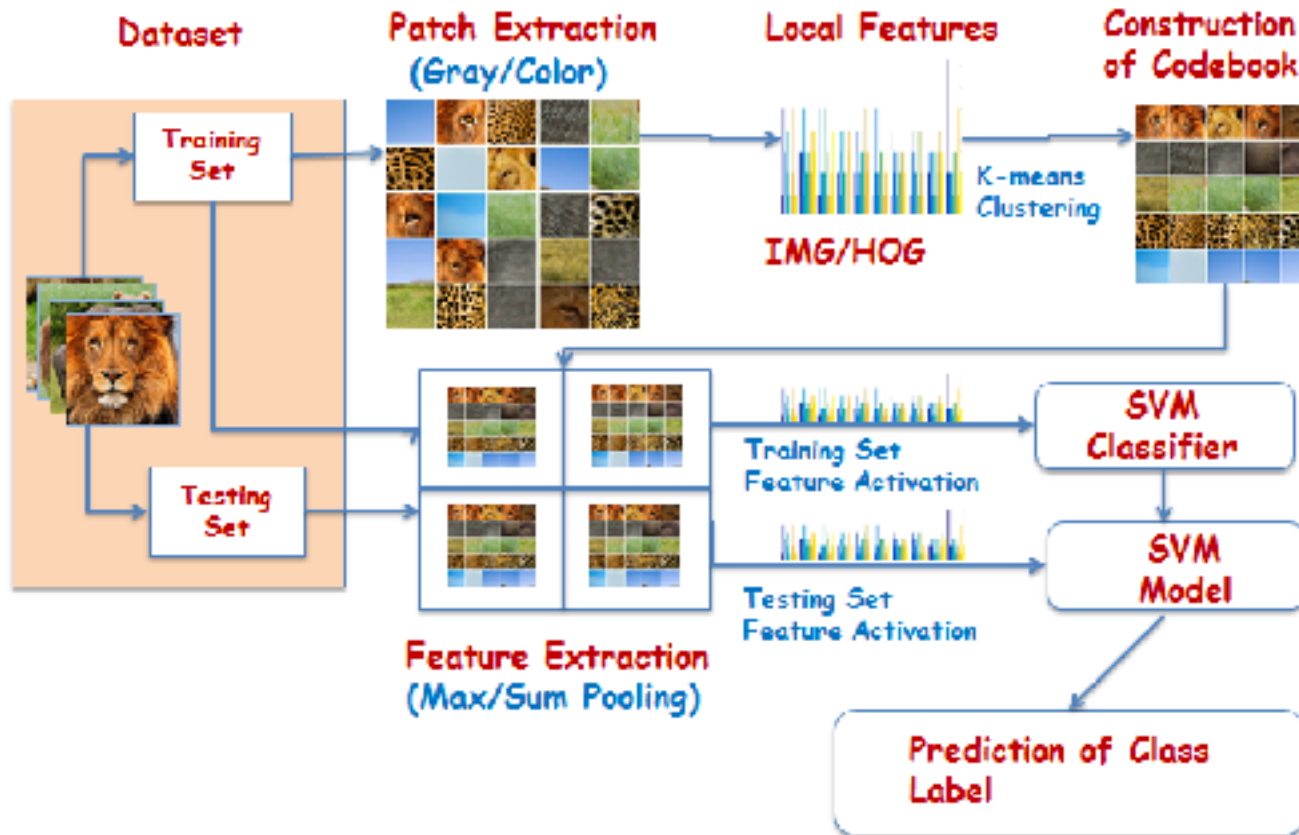 Dataset
Patch Extraction
(Gray/Color)
Local Features
Construction
of Codebook
Training
Set
K-means
Clustering
IMG/HOG
Testing
Set
Training Set
Feature Activation
SVM
Classifier
Testing Set
Feature Activation
SVM
Model
Feature Extraction
(Max/Sum Pooling)
Prediction of Class
Label